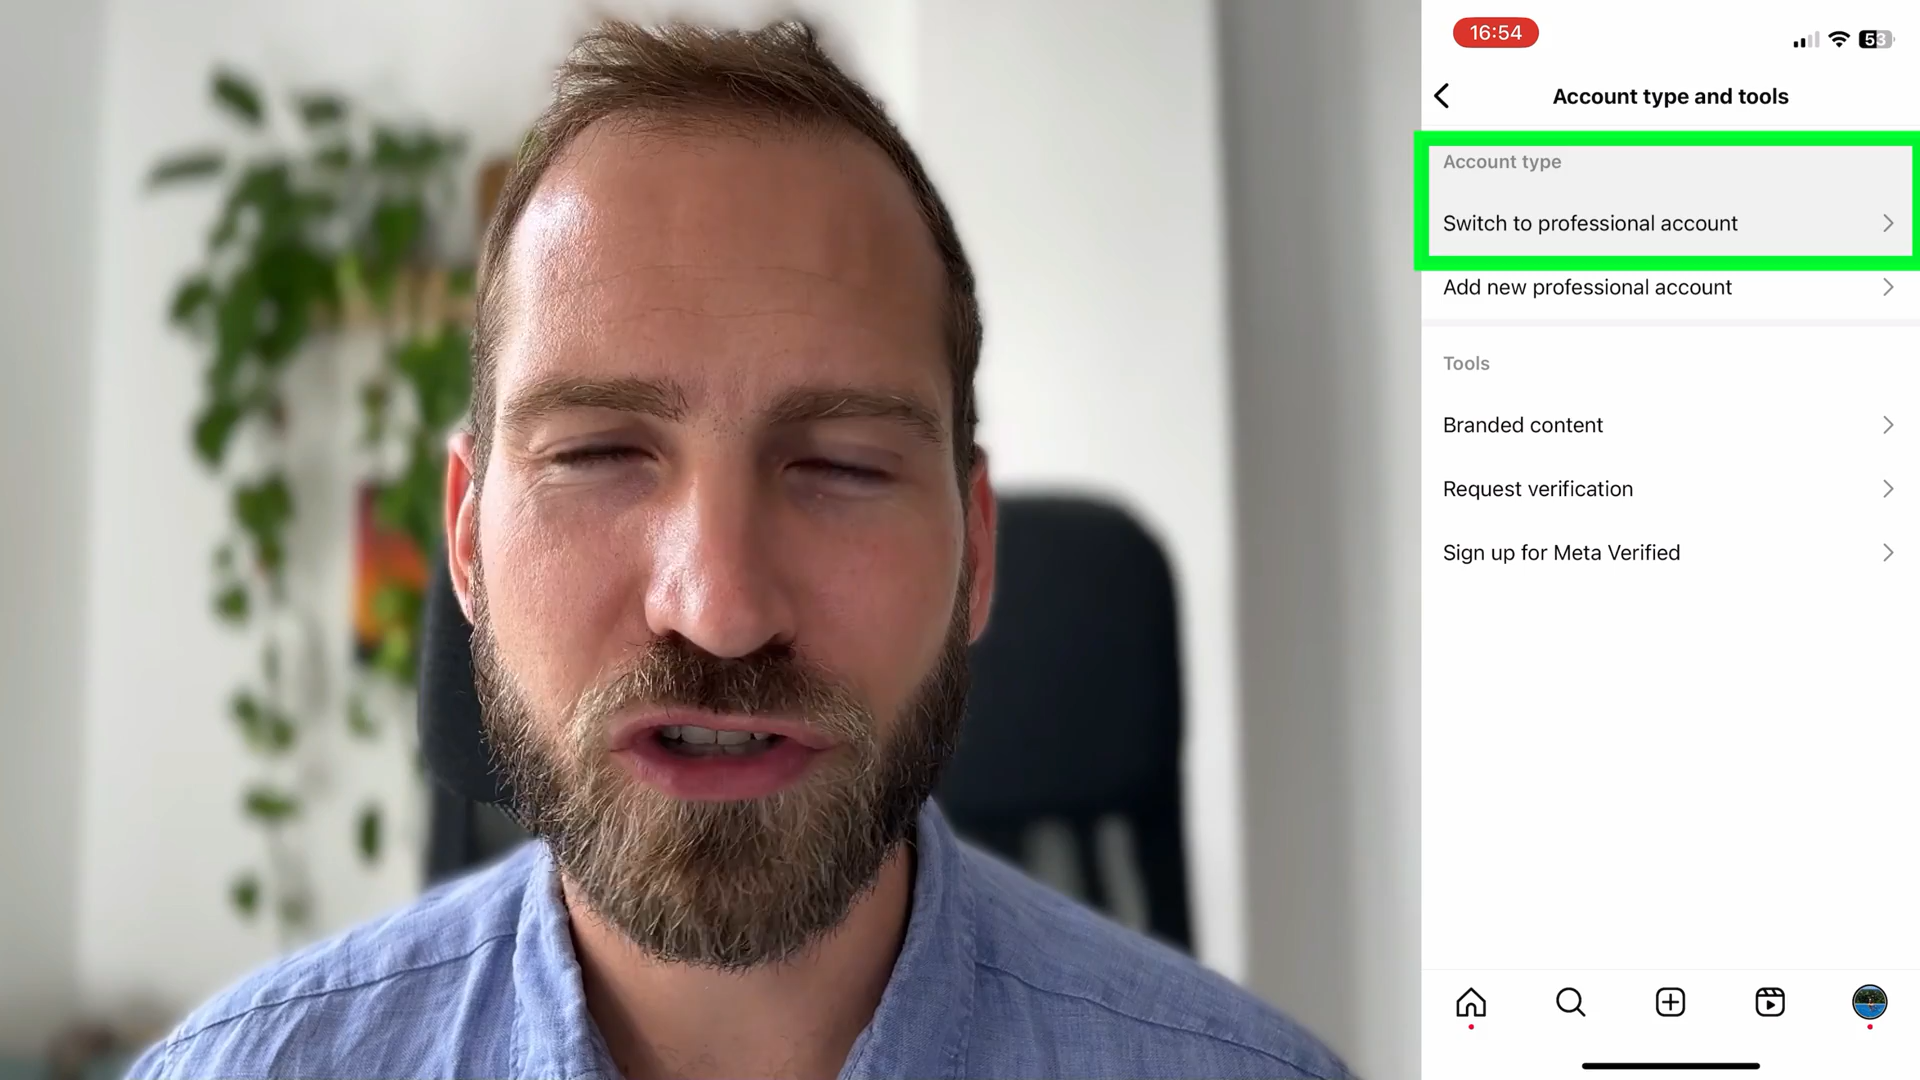 16:54
53
Account type and tools
Account type
Switch to professional account
Add new professional account
Tools
Branded content
Request verification
Sign up for Meta Verified